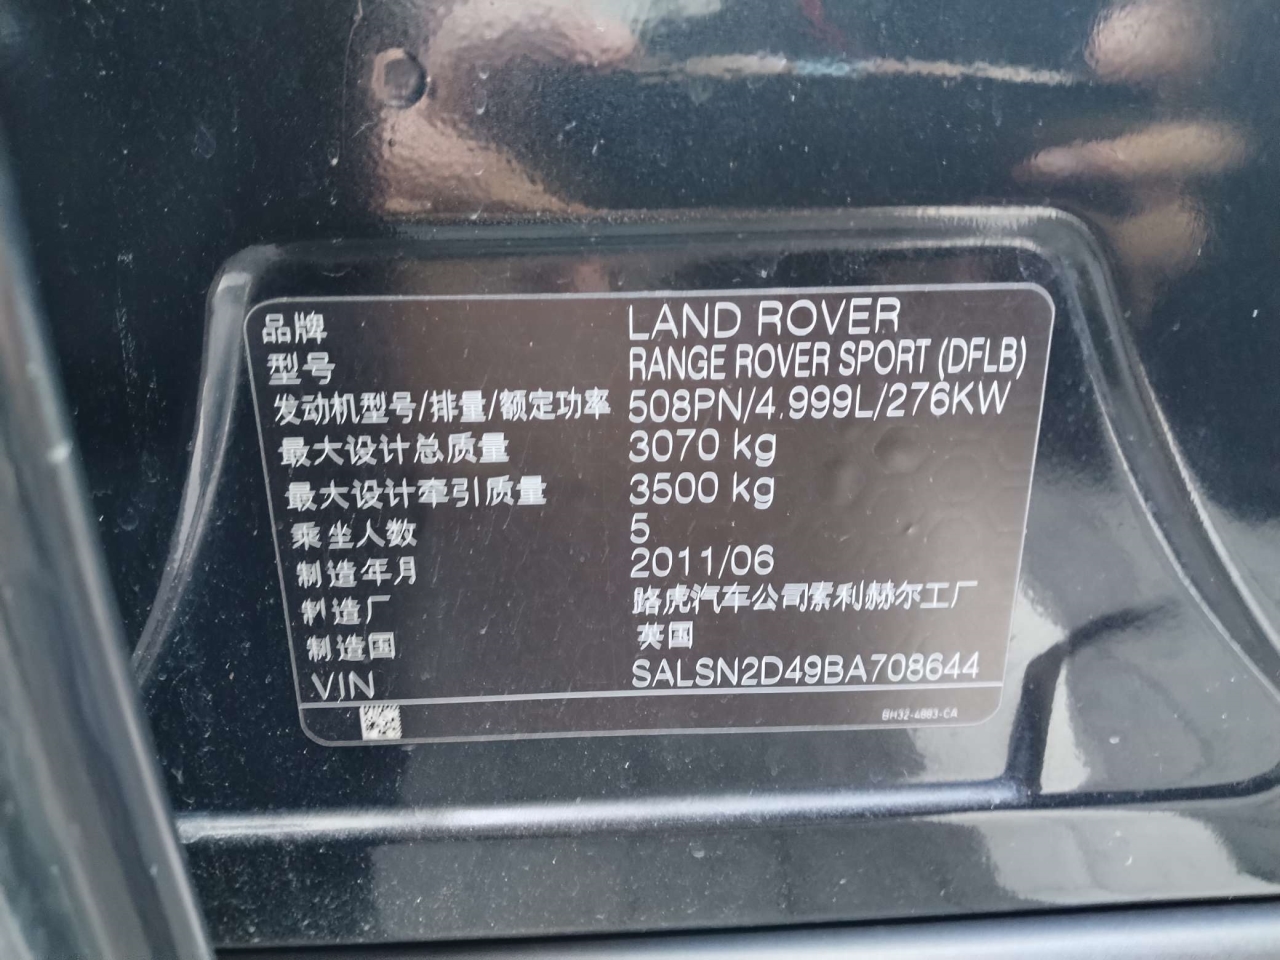 品牌 LAND ROVER
型号 RANGE ROVER SPORT (DFLB)
发动机型号/排量/额定功率 508PN/4.999L/276KW
最大设计总质量 3070 kg
最大设计牵引质量 3500 kg
乘坐人数 5
制造年月 2011/06
制造厂 路虎汽车公司索利赫尔工厂
制造国 英国
VIN SALSN2D49BA708644
BH32-4883-CA